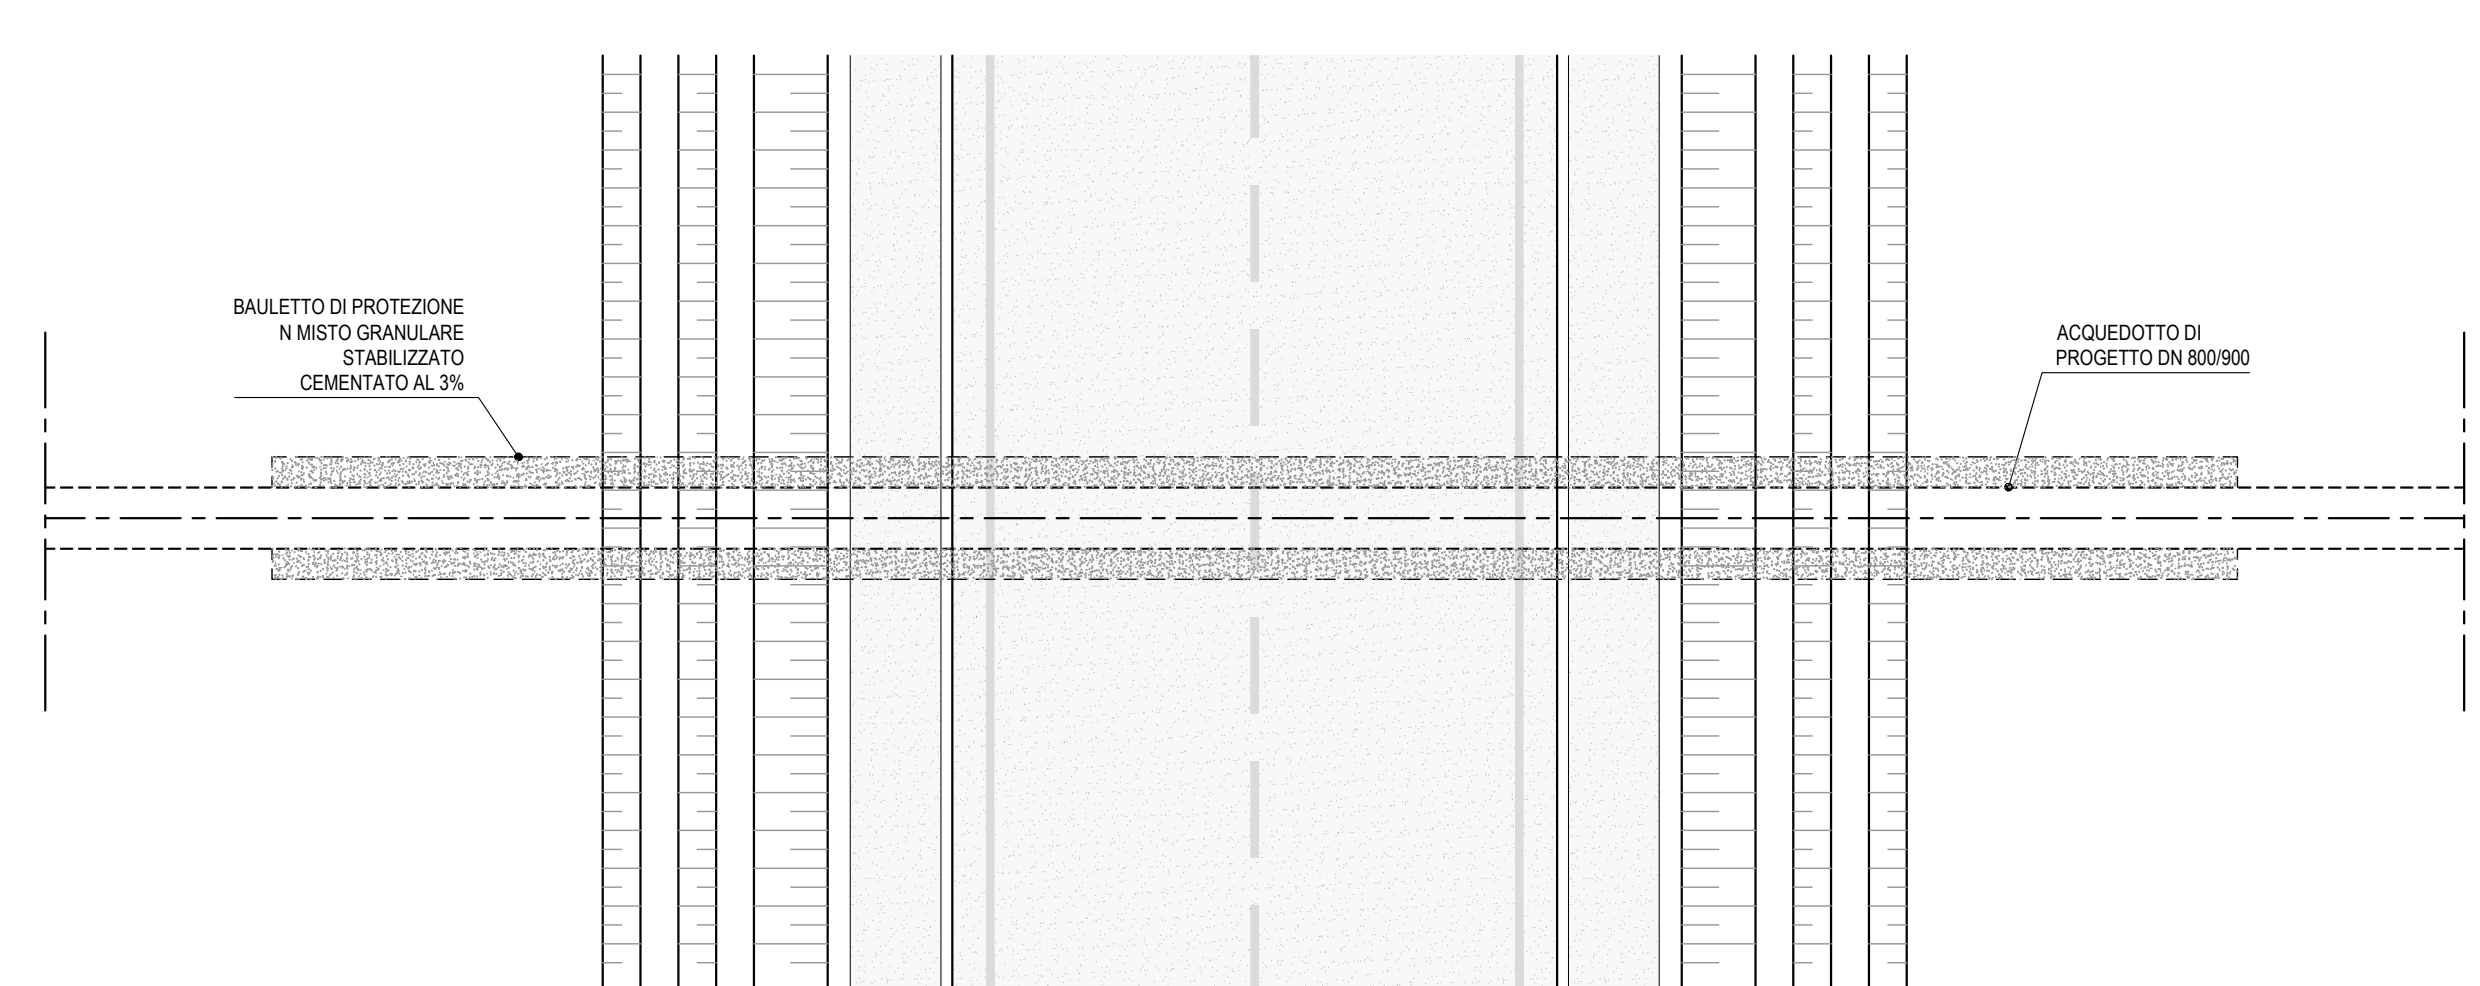 BAULETTO DI PROTEZIONE
N MISTO GRANULARE
STABILIZZATO
CEMENTATO AL 3%
ACQUEDOTTO DI
PROGETTO DN 800/900